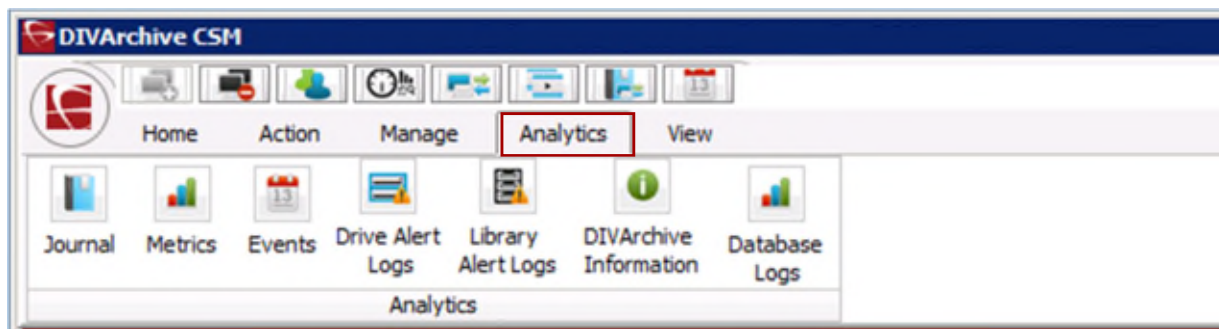 DIVArchive CSM
13
Home Action Manage Analytics View
13
Journal Metrics Events Drive Alert Logs Library Alert Logs DIVArchive Information Database Logs
Analytics